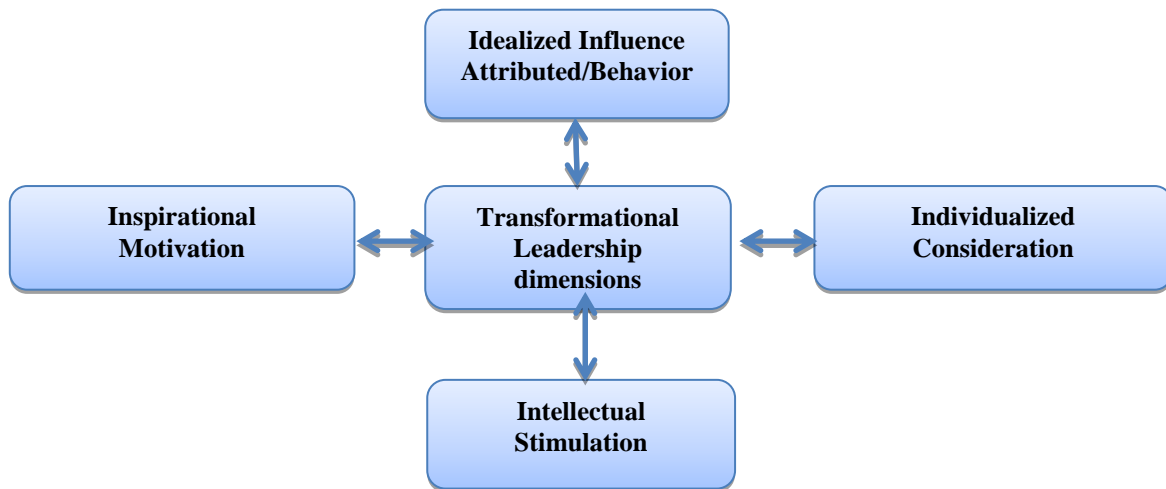 Idealized Influence
Attributed/Behavior
Inspirational
Motivation
Transformational
Leadership
dimensions
Individualized
Consideration
Intellectual
Stimulation